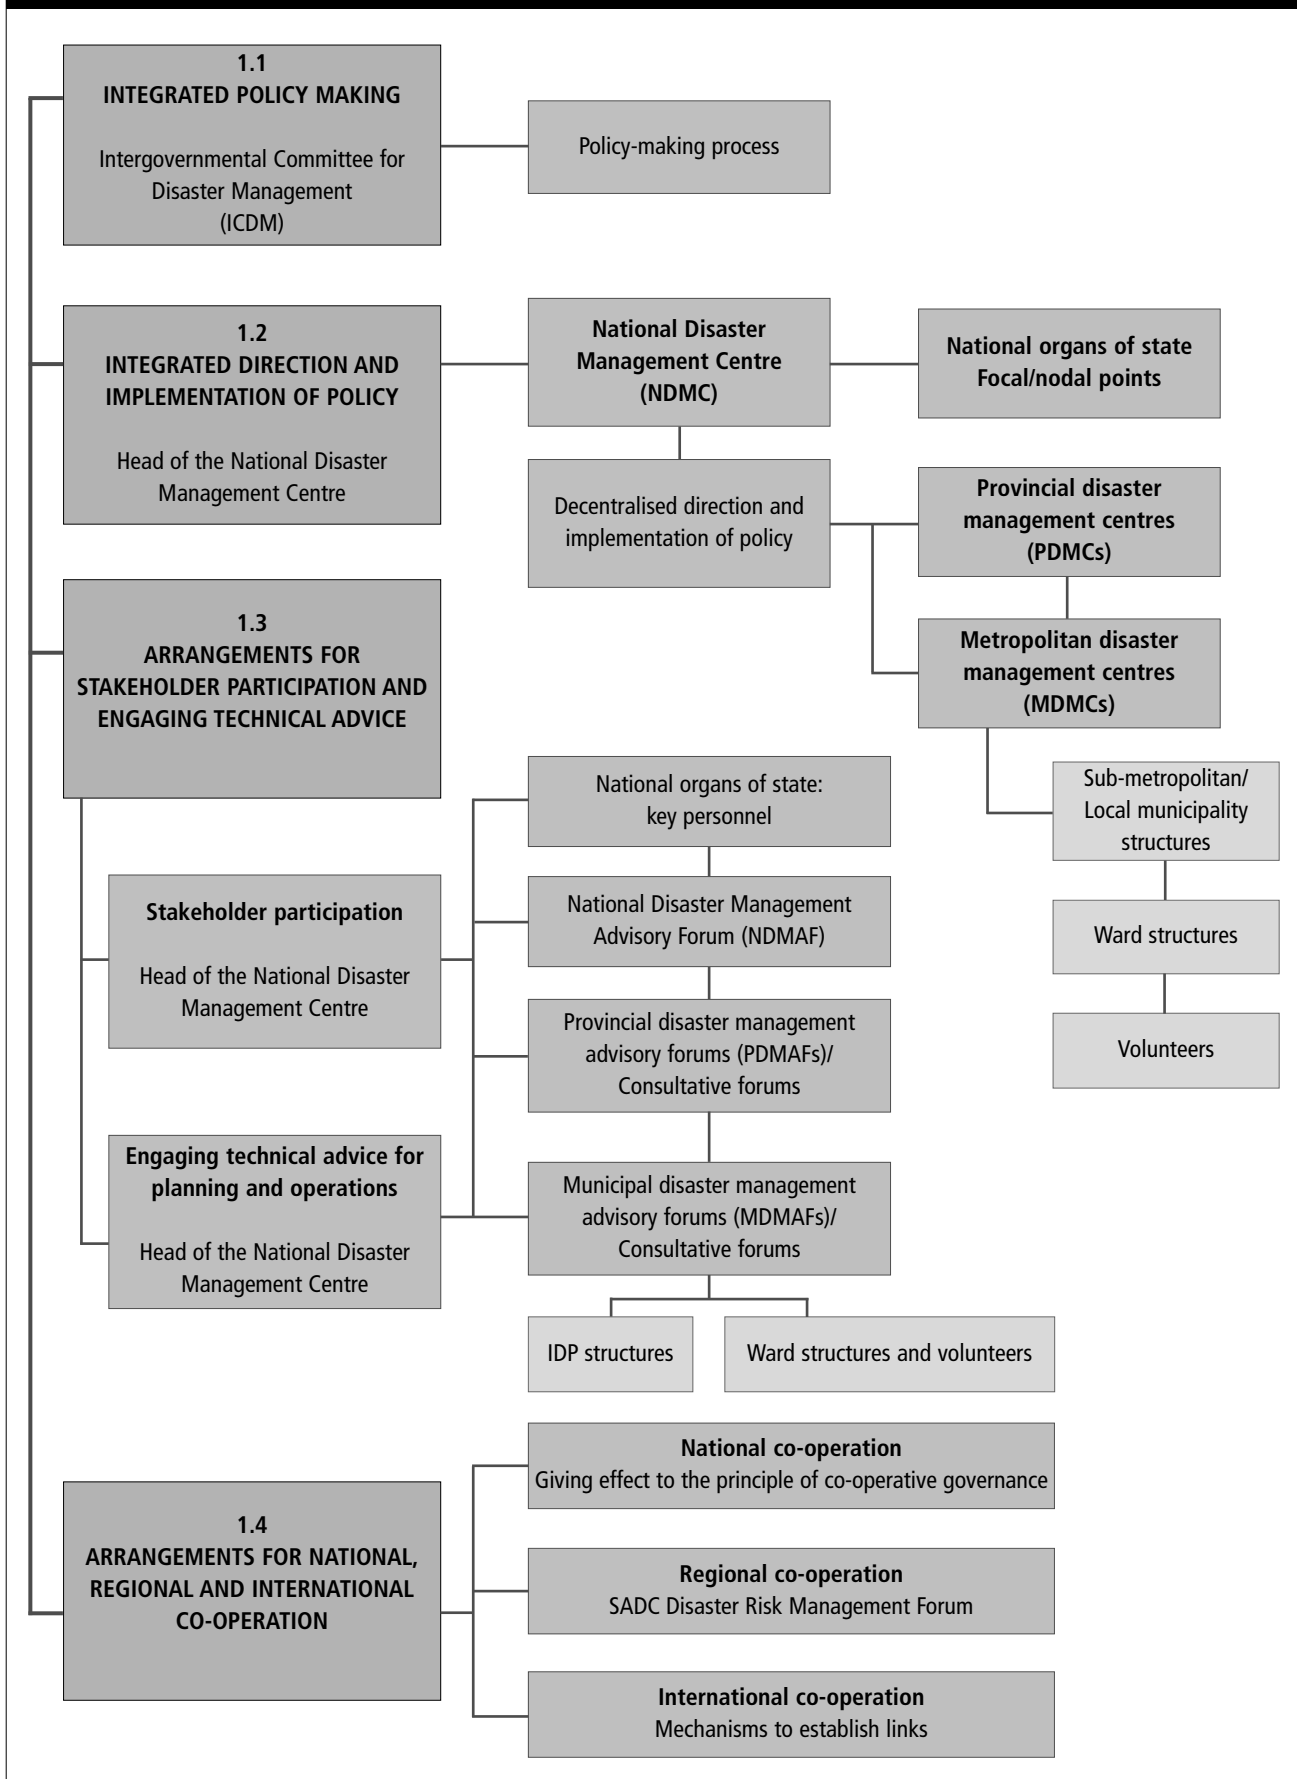 1.1
INTEGRATED POLICY MAKING
Intergovernmental Committee for
Disaster Management
(ICDM)
Policy-making process
1.2
INTEGRATED DIRECTION AND
IMPLEMENTATION OF POLICY
Head of the National Disaster
Management Centre
National Disaster
Management Centre
(NDMC)
National organs of state
Focal/nodal points
Decentralised direction and
implementation of policy
Provincial disaster
management centres
(PDMCs)
Metropolitan disaster
management centres
(MDMCs)
Sub-metropolitan/
Local municipality
structures
Ward structures
Volunteers
1.3
ARRANGEMENTS FOR
STAKEHOLDER PARTICIPATION AND
ENGAGING TECHNICAL ADVICE
Stakeholder participation
Head of the National Disaster
Management Centre
Engaging technical advice for
planning and operations
Head of the National Disaster
Management Centre
National organs of state:
key personnel
National Disaster Management
Advisory Forum (NDMAF)
Provincial disaster management
advisory forums (PDMAFs)/
Consultative forums
Municipal disaster management
advisory forums (MDMAFs)/
Consultative forums
IDP structures
Ward structures and volunteers
1.4
ARRANGEMENTS FOR NATIONAL,
REGIONAL AND INTERNATIONAL
CO-OPERATION
National co-operation
Giving effect to the principle of co-operative governance
Regional co-operation
SADC Disaster Risk Management Forum
International co-operation
Mechanisms to establish links